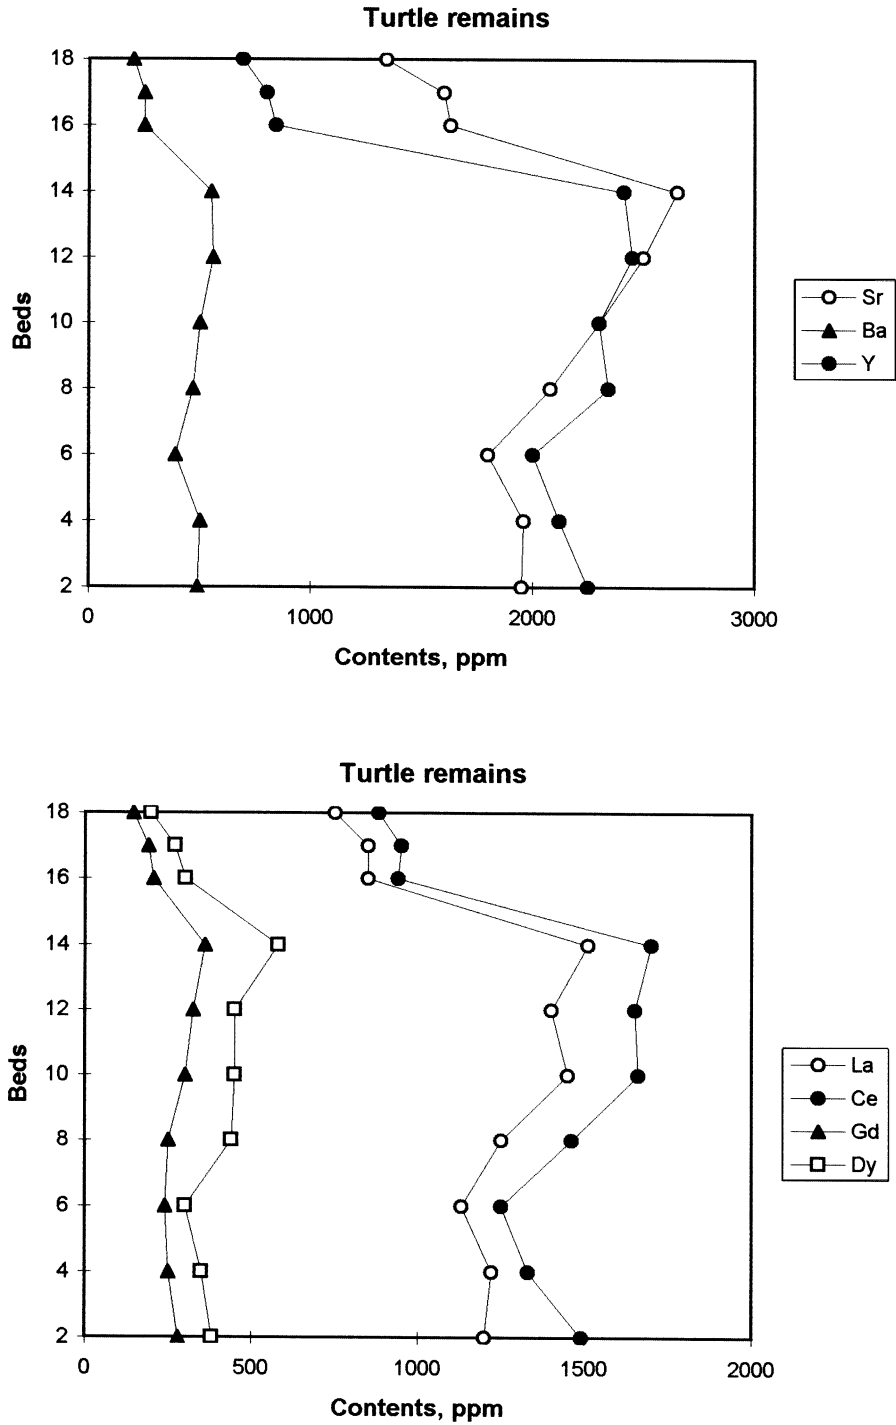 Turtle remains
18
16
14
12
10
8
6
4
2
Beds
0 1000 2000 3000
Contents, ppm
Sr
Ba
Y
Turtle remains
18
16
14
12
10
8
6
4
2
Beds
0 500 1000 1500 2000
Contents, ppm
La
Ce
Gd
Dy